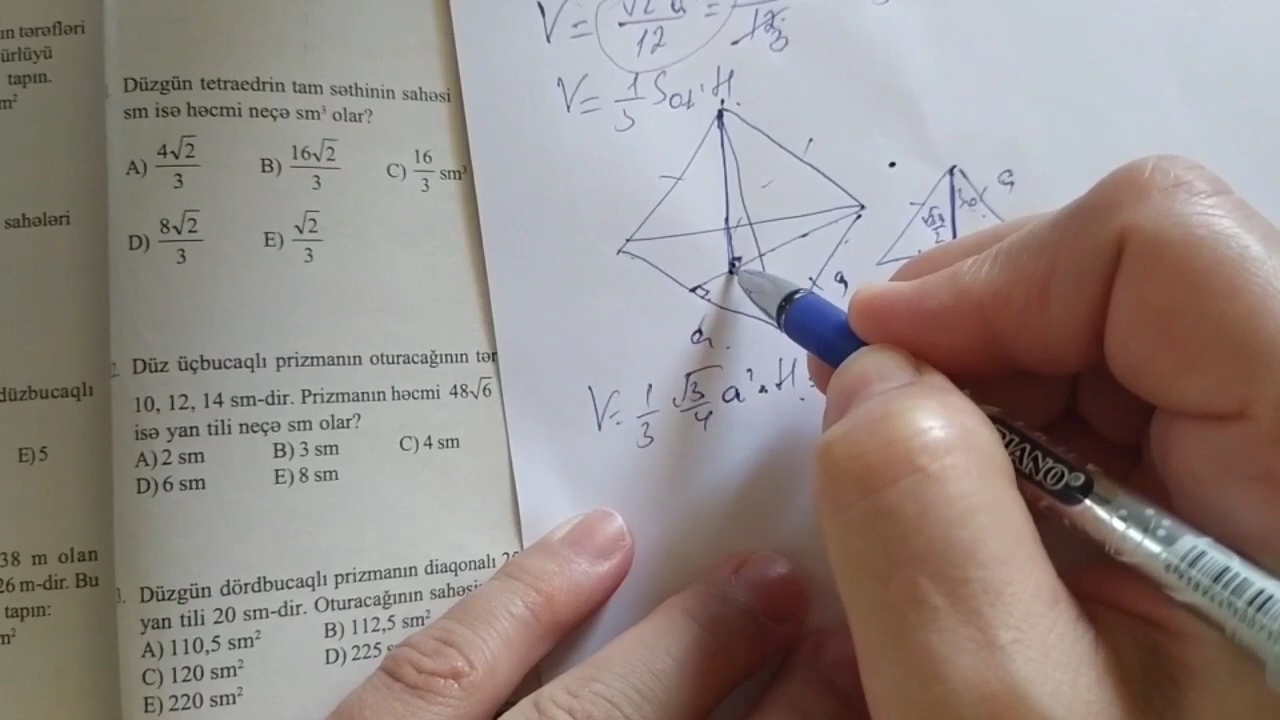 ın tərəfləri
ürlüyü
tapın.
m²
sahələri
düzbucaqlı
E) 5
38 m olan
26 m-dir. Bu
tapın:
m²
Düzgün tetraedrin tam səthinin sahəsi
sm isə həcmi neçə sm³ olar?
A) 4√2/3 B) 16√2/3 C) 16/3 sm³
D) 8√2/3 E) √2/3
2. Düz üçbucaqlı prizmanın oturacağının tər
10, 12, 14 sm-dir. Prizmanın həcmi 48√6
isə yan tili neçə sm olar?
A) 2 sm B) 3 sm C) 4 sm
D) 6 sm E) 8 sm
3. Düzgün dördbucaqlı prizmanın diaqonalı
yan tili 20 sm-dir. Oturacağının sahəsi
A) 110,5 sm² B) 112,5 sm²
C) 120 sm² D) 225
E) 220 sm²
V = 1/3 Sot · H.
a
a
a.
V = 1/3 √3/4 a² · H
DIANO®